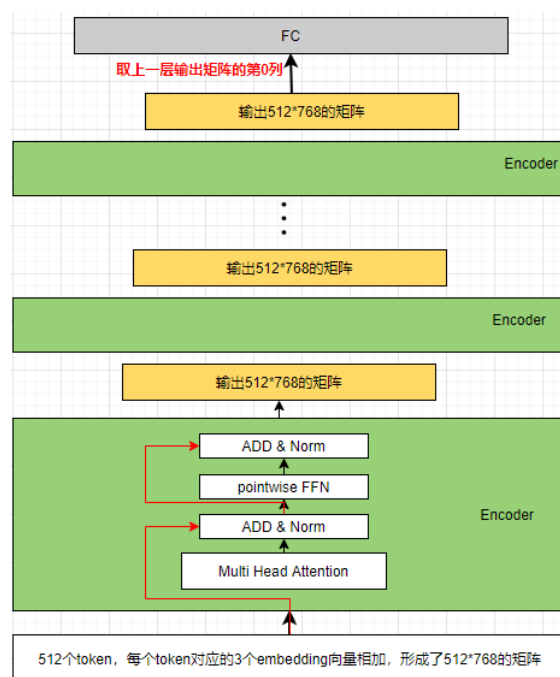 FC
取上一层输出矩阵的第0列
输出512*768的矩阵
Encoder
输出512*768的矩阵
Encoder
输出512*768的矩阵
ADD & Norm
pointwise FFN
Encoder
ADD & Norm
Multi Head Attention
512个token，每个token对应的3个embedding向量相加，形成了512*768的矩阵